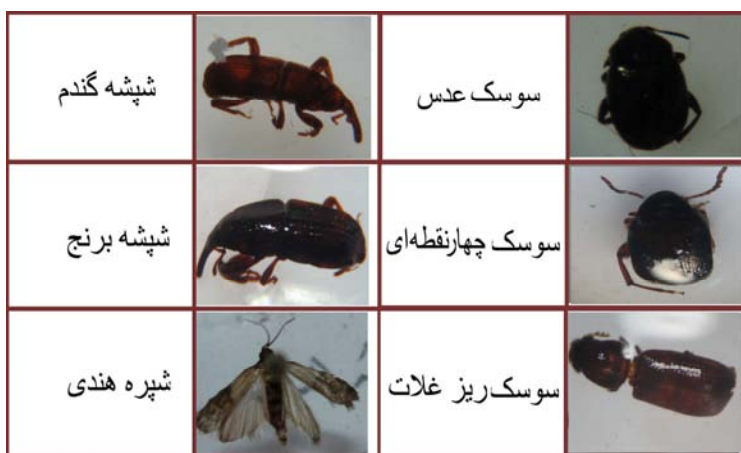 سوسک عدس
شپشه گندم
سوسک چهارنقطه‌ای
شپشه برنج
سوسک ریز غلات
شپره هندی